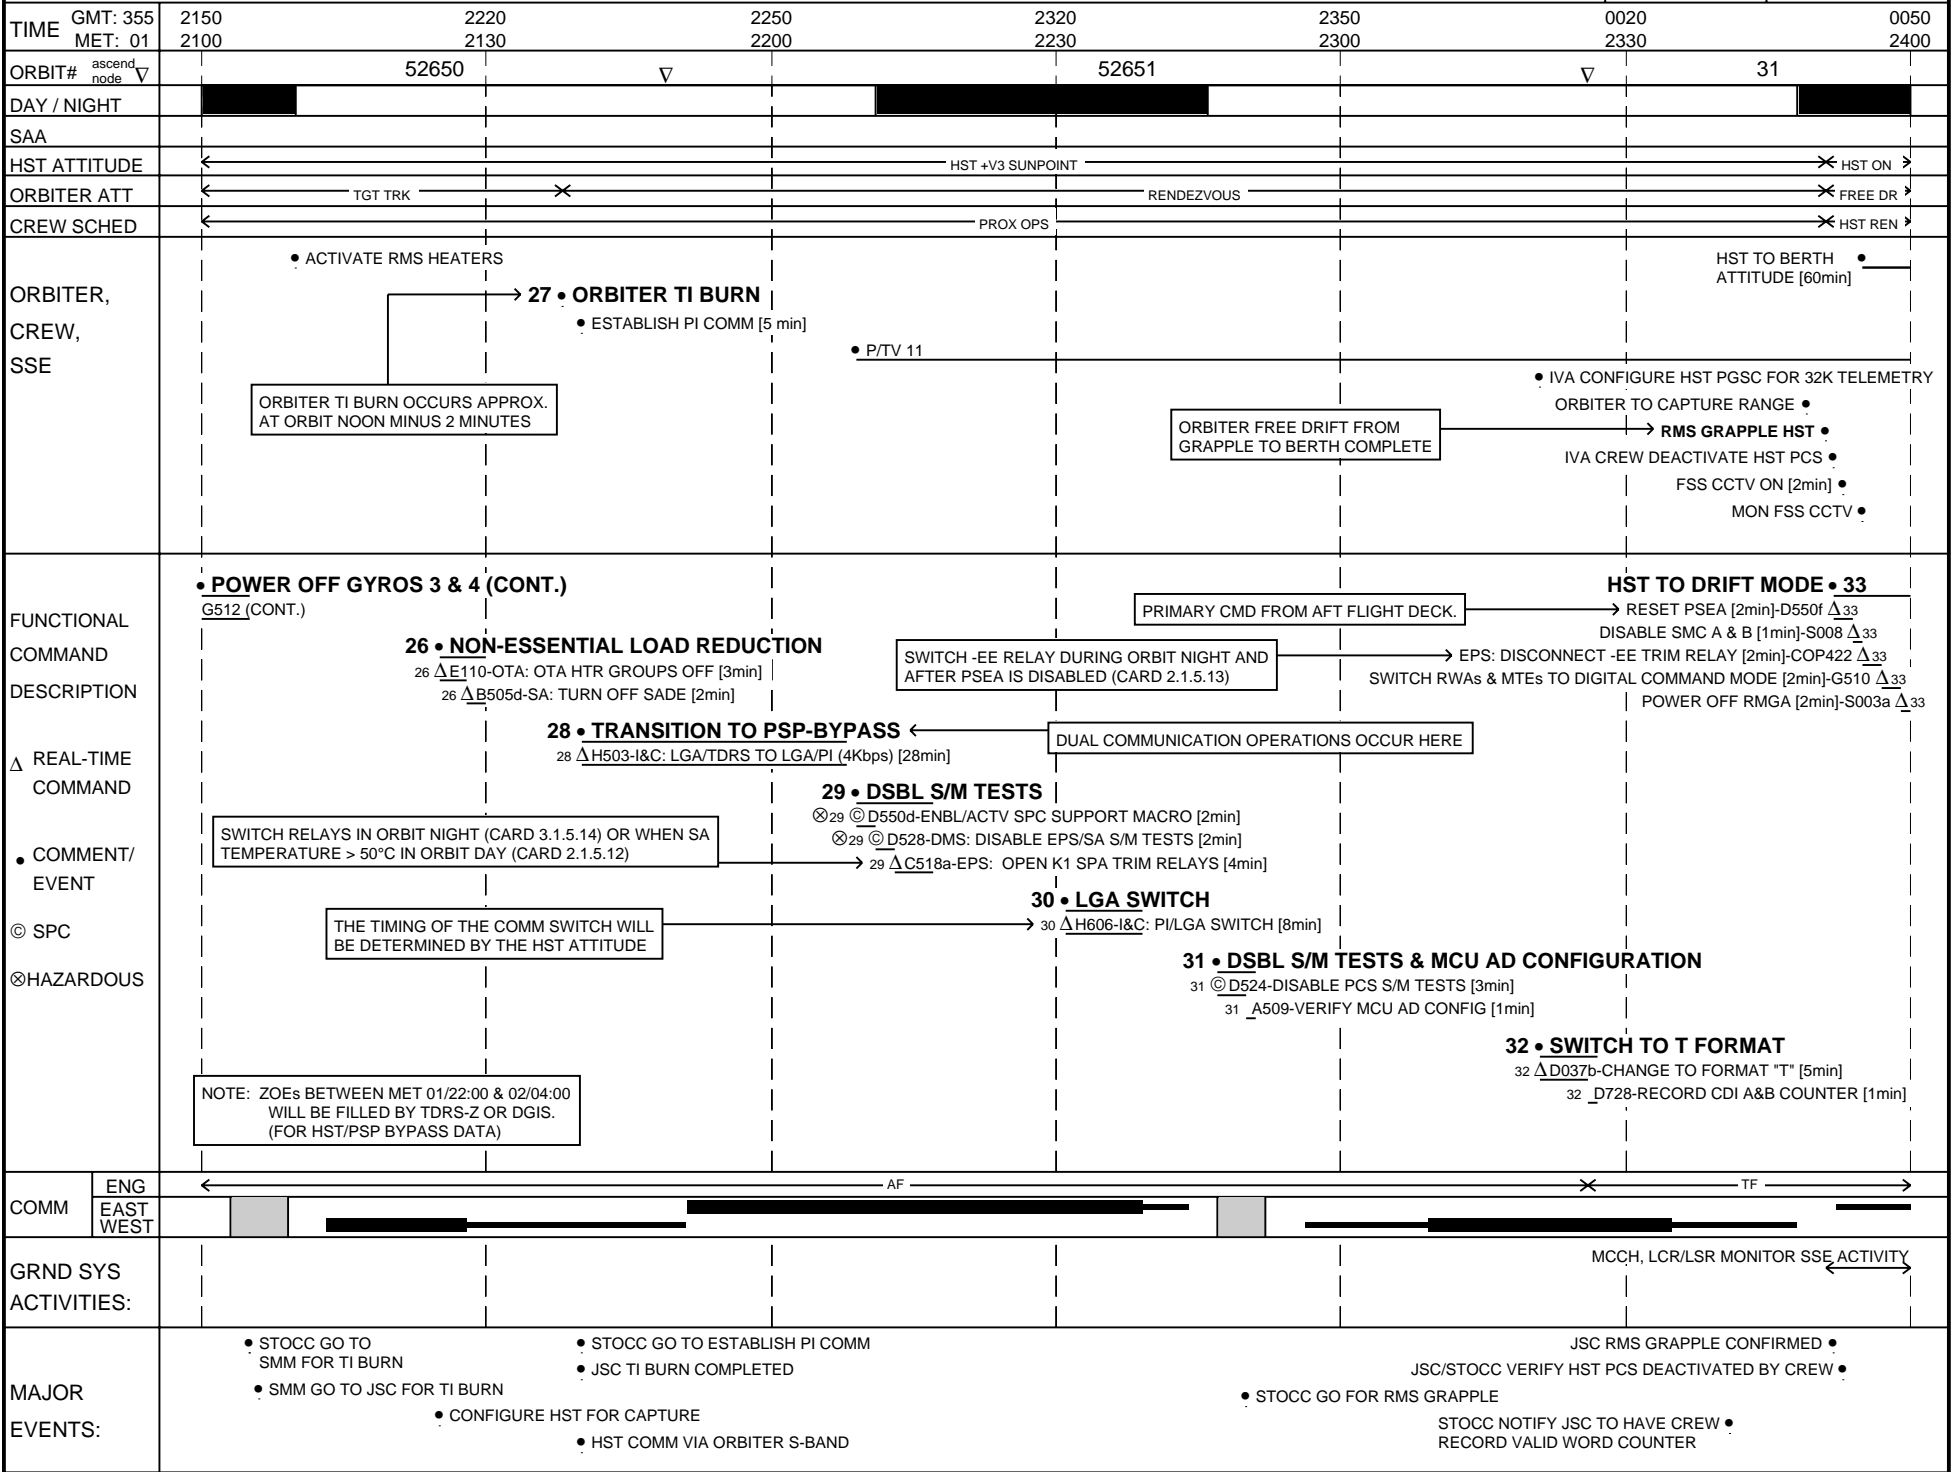 TIME GMT: 355 2150 2220 2250 2320 2350 0020 0050
MET: 01 2100 2130 2200 2230 2300 2330 2400
ORBIT# ascend node ∇ 52650 ∇ 52651 ∇ 31
DAY / NIGHT
SAA
HST ATTITUDE HST +V3 SUNPOINT HST ON
ORBITER ATT TGT TRK RENDEZVOUS FREE DR
CREW SCHED PROX OPS HST REN
ORBITER,
CREW,
SSE
• ACTIVATE RMS HEATERS
HST TO BERTH •
ATTITUDE [60min]
27 • ORBITER TI BURN
• ESTABLISH PI COMM [5 min]
• P/TV 11
• IVA CONFIGURE HST PGSC FOR 32K TELEMETRY
ORBITER TI BURN OCCURS APPROX.
AT ORBIT NOON MINUS 2 MINUTES
ORBITER TO CAPTURE RANGE •
ORBITER FREE DRIFT FROM
GRAPPLE TO BERTH COMPLETE
RMS GRAPPLE HST •
IVA CREW DEACTIVATE HST PCS •
FSS CCTV ON [2min] •
MON FSS CCTV •
FUNCTIONAL
COMMAND
DESCRIPTION
Δ REAL-TIME
COMMAND
• COMMENT/
EVENT
© SPC
⊗HAZARDOUS
• POWER OFF GYROS 3 & 4 (CONT.)
G512 (CONT.)
HST TO DRIFT MODE • 33
PRIMARY CMD FROM AFT FLIGHT DECK.
RESET PSEA [2min]-D550f Δ33
DISABLE SMC A & B [1min]-S008 Δ33
26 • NON-ESSENTIAL LOAD REDUCTION
26 ΔE110-OTA: OTA HTR GROUPS OFF [3min]
26 ΔB505d-SA: TURN OFF SADE [2min]
SWITCH -EE RELAY DURING ORBIT NIGHT AND
AFTER PSEA IS DISABLED (CARD 2.1.5.13)
EPS: DISCONNECT -EE TRIM RELAY [2min]-COP422 Δ33
SWITCH RWAs & MTEs TO DIGITAL COMMAND MODE [2min]-G510 Δ33
POWER OFF RMGA [2min]-S003a Δ33
28 • TRANSITION TO PSP-BYPASS
28 ΔH503-I&C: LGA/TDRS TO LGA/PI (4Kbps) [28min]
DUAL COMMUNICATION OPERATIONS OCCUR HERE
29 • DSBL S/M TESTS
⊗29 ©D550d-ENBL/ACTV SPC SUPPORT MACRO [2min]
⊗29 © D528-DMS: DISABLE EPS/SA S/M TESTS [2min]
29 ΔC518a-EPS: OPEN K1 SPA TRIM RELAYS [4min]
SWITCH RELAYS IN ORBIT NIGHT (CARD 3.1.5.14) OR WHEN SA
TEMPERATURE > 50°C IN ORBIT DAY (CARD 2.1.5.12)
30 • LGA SWITCH
30 ΔH606-I&C: PI/LGA SWITCH [8min]
THE TIMING OF THE COMM SWITCH WILL
BE DETERMINED BY THE HST ATTITUDE
31 • DSBL S/M TESTS & MCU AD CONFIGURATION
31 © D524-DISABLE PCS S/M TESTS [3min]
31 A509-VERIFY MCU AD CONFIG [1min]
32 • SWITCH TO T FORMAT
32 ΔD037b-CHANGE TO FORMAT "T" [5min]
32 D728-RECORD CDI A&B COUNTER [1min]
NOTE: ZOEs BETWEEN MET 01/22:00 & 02/04:00
WILL BE FILLED BY TDRS-Z OR DGIS.
(FOR HST/PSP BYPASS DATA)
COMM
ENG AF TF
EAST
WEST
GRND SYS
ACTIVITIES:
MCCH, LCR/LSR MONITOR SSE ACTIVITY
MAJOR
EVENTS:
• STOCC GO TO
SMM FOR TI BURN
• SMM GO TO JSC FOR TI BURN
• CONFIGURE HST FOR CAPTURE
• STOCC GO TO ESTABLISH PI COMM
• JSC TI BURN COMPLETED
• HST COMM VIA ORBITER S-BAND
• STOCC GO FOR RMS GRAPPLE
JSC RMS GRAPPLE CONFIRMED •
JSC/STOCC VERIFY HST PCS DEACTIVATED BY CREW •
STOCC NOTIFY JSC TO HAVE CREW •
RECORD VALID WORD COUNTER